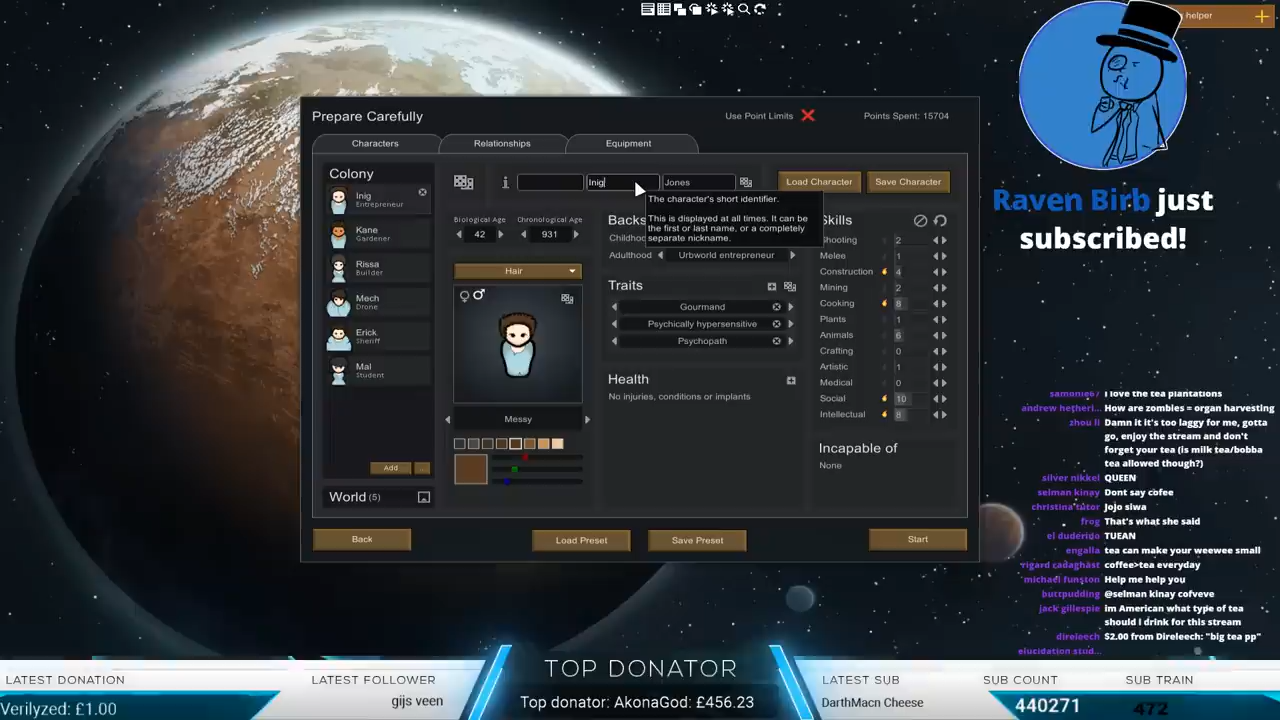 helper
Prepare Carefully
Use Point Limits
Points Spent: 15704
Characters
Relationships
Equipment
Colony
Inig
Entrepreneur
Kane
Gardener
Rissa
Builder
Mech
Drone
Erick
Sheriff
Mal
Student
Add
World (5)
Inig
Jones
Load Character
Save Character
The character's short identifier.
This is displayed at all times. It can be
the first or last name, or a completely
separate nickname.
Biological Age
Chronological Age
42
931
Hair
Messy
Backs
Childhoo
Adulthood
Urbworld entrepreneur
Traits
Gourmand
Psychically hypersensitive
Psychopath
Health
No injuries, conditions or implants
Skills
Shooting 2
Melee 1
Construction 4
Mining 2
Cooking 8
Plants 1
Animals 6
Crafting 0
Artistic 1
Medical 0
Social 10
Intellectual 8
Incapable of
None
Back
Load Preset
Save Preset
Start
Raven Birb just
subscribed!
I love the tea plantations
andrew hetheri... How are zombies = organ harvesting
zhou li Damn it it's too laggy for me, gotta
go, enjoy the stream and don't
forget your tea (is milk tea/bobba
tea allowed though?)
silver nikkel QUEEN
selman kinay Dont say cofee
christina tutor Jojo siwa
frog That's what she said
el duderido TUEAN
engalla tea can make your weewee small
rigard cadaghast coffee>tea everyday
michael funston Help me help you
buttpudding @selman kinay cofveve
jack gillespie im American what type of tea
should i drink for this stream
direleech $2.00 from Direleech: "big tea pp"
elucidation stud...
LATEST DONATION
Verilyzed: £1.00
LATEST FOLLOWER
gijs veen
TOP DONATOR
Top donator: AkonaGod: £456.23
LATEST SUB
DarthMacn Cheese
SUB COUNT
440271
SUB TRAIN
472